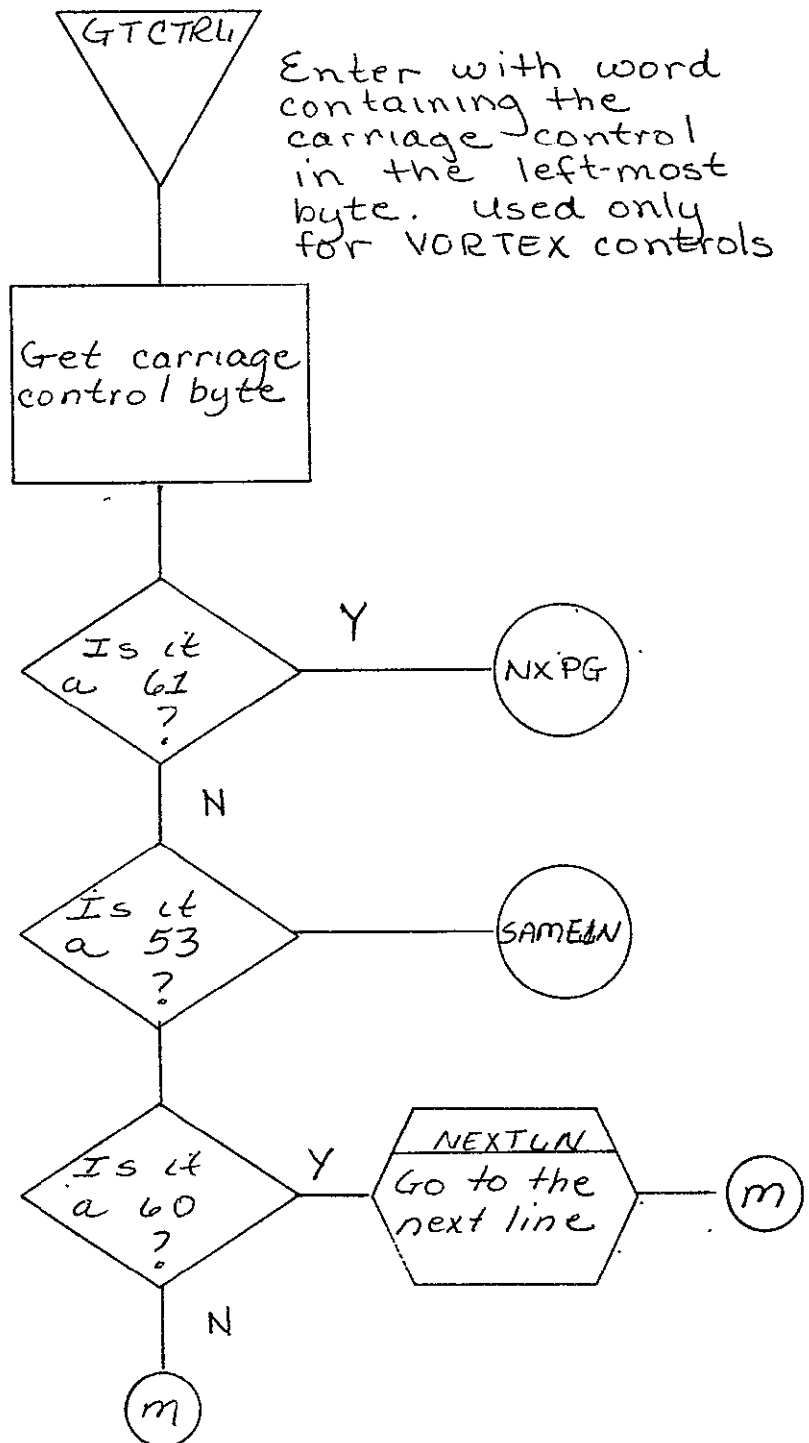 GTCTRL
Enter with word
containing the
carriage control
in the left-most
byte. Used only
for VORTEX controls
Get carriage
control byte
Is it
a 61
?
Y
NXPG
N
Is it
a 53
?
SAMELN
Is it
a 60
?
Y
NEXTLN
Go to the
next line
m
N
m